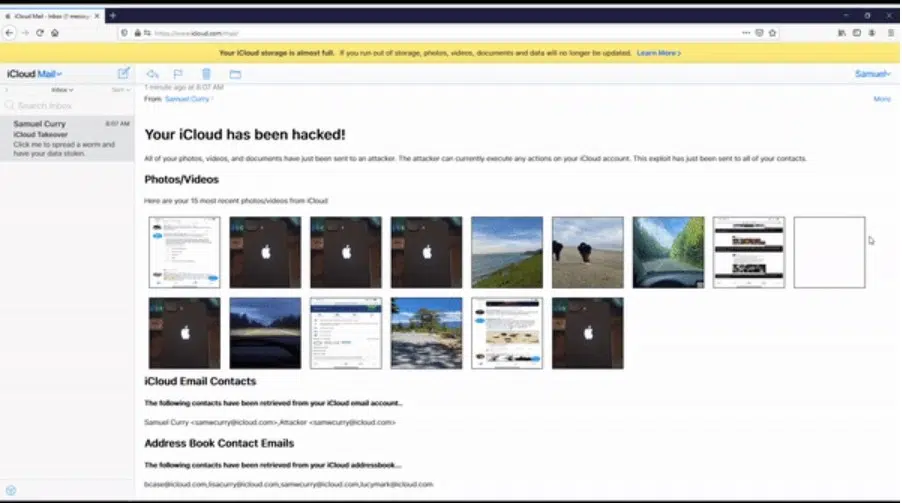 iCloud Mail - Inbox (1 message)
https://www.icloud.com/mail/
Your iCloud storage is almost full. If you run out of storage, photos, videos, documents and data will no longer be updated. Learn More >
iCloud Mail
Inbox
Sort
Samuel
1 minute ago at 8:07 AM
From: Samuel Curry
More
Search Inbox
Samuel Curry 8:07 AM
iCloud Takeover
Click me to spread a worm and
have your data stolen.
Your iCloud has been hacked!
All of your photos, videos, and documents have just been sent to an attacker. The attacker can currently execute any actions on your iCloud account. This exploit has just been sent to all of your contacts.
Photos/Videos
Here are your 15 most recent photos/videos from iCloud
iCloud Email Contacts
The following contacts have been retrieved from your iCloud email account..
Samuel Curry <samwcurry@icloud.com>,Attacker <samwcurry@icloud.com>
Address Book Contact Emails
The following contacts have been retrieved from your iCloud addressbook...
bcase@icloud.com,lisacurry@icloud.com,samwcurry@icloud.com,lucymark@icloud.com